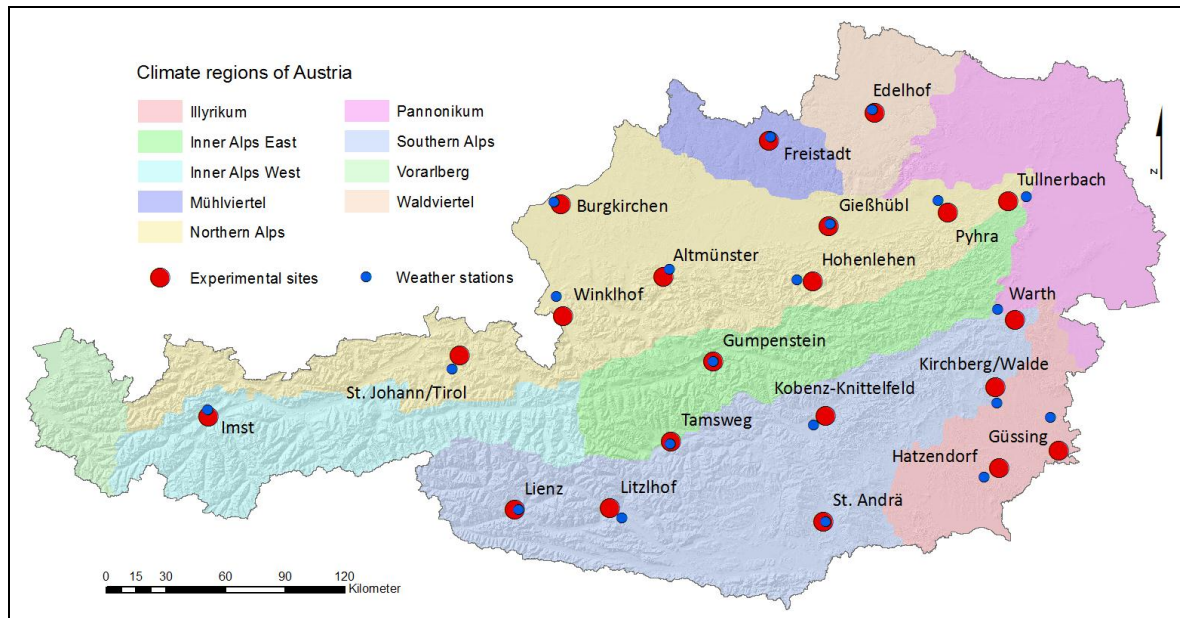 Climate regions of Austria
Illyrikum
Pannonikum
Inner Alps East
Southern Alps
Inner Alps West
Vorarlberg
Mühlviertel
Waldviertel
Northern Alps
Experimental sites
Weather stations
Edelhof
Freistadt
N
Tullnerbach
Burgkirchen
Gießhübl
Pyhra
Altmünster
Hohenlehen
Winklhof
Warth
Gumpenstein
Kirchberg/Walde
St. Johann/Tirol
Kobenz-Knittelfeld
Imst
Tamsweg
Güssing
Hatzendorf
Lienz
Litzlhof
St. Andrä
0 15 30 60 90 120
Kilometer